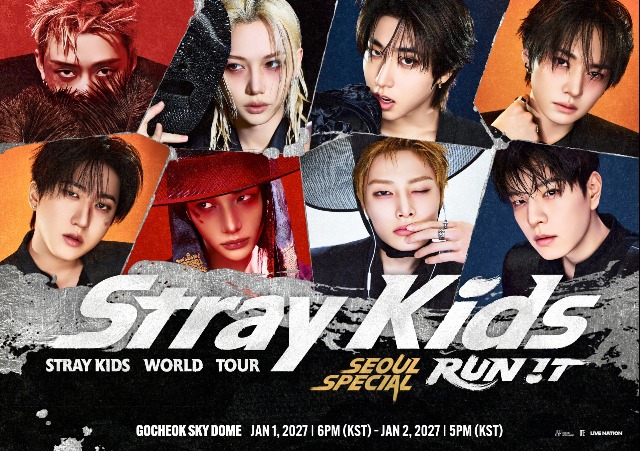 Stray Kids
STRAY KIDS WORLD TOUR
SEOUL SPECIAL
RUN !T
GOCHEOK SKY DOME JAN 1, 2027 | 6PM (KST) - JAN 2, 2027 | 5PM (KST)
LIVE NATION